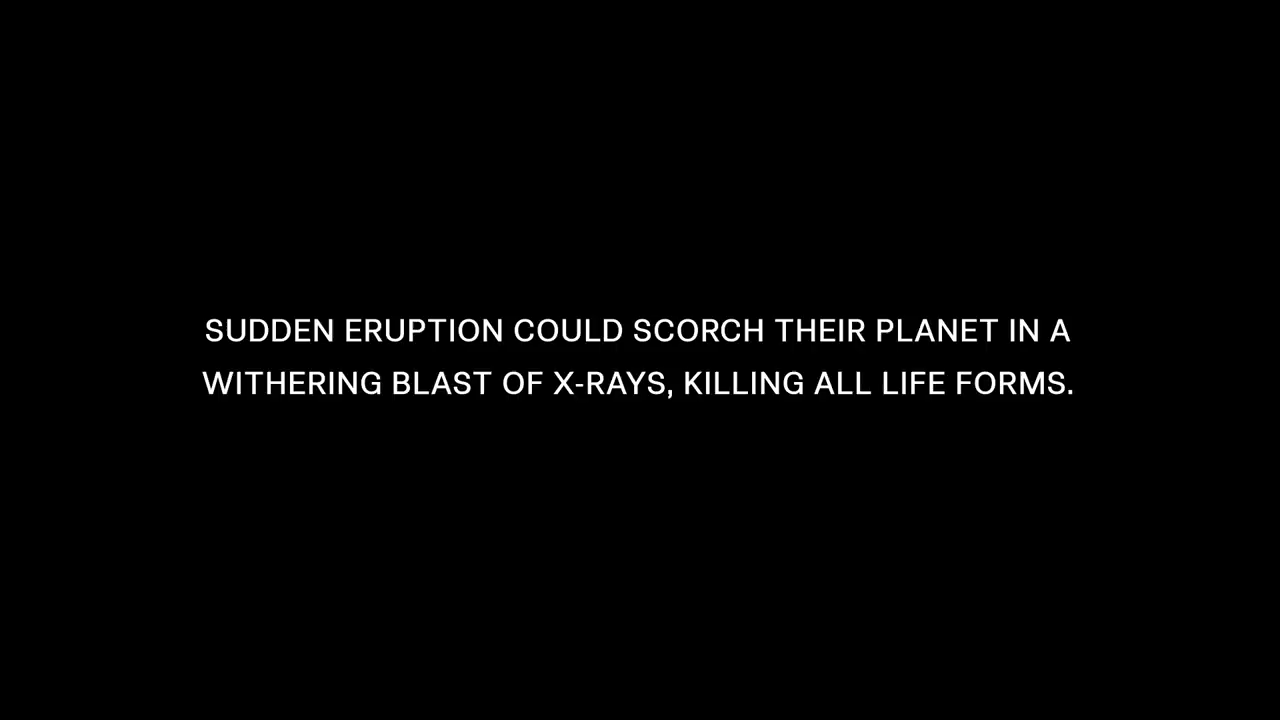 SUDDEN ERUPTION COULD SCORCH THEIR PLANET IN A
WITHERING BLAST OF X-RAYS, KILLING ALL LIFE FORMS.